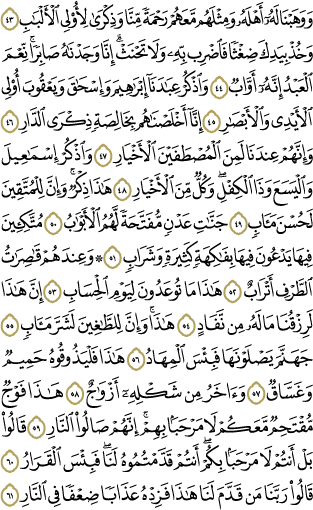 وَوَهَبْنَا لَهُۥٓ أَهْلَهُۥ وَمِثْلَهُم مَّعَهُمْ رَحْمَةً مِّنَّا وَذِكْرَىٰ لِأُو۟لِى ٱلْأَلْبَٰبِ ٤٣
وَخُذْ بِيَدِكَ ضِغْثًا فَٱضْرِب بِّهِۦ وَلَا تَحْنَثْ ۗ إِنَّا وَجَدْنَٰهُ صَابِرًا ۚ نِّعْمَ
ٱلْعَبْدُ ۖ إِنَّهُۥٓ أَوَّابٌ ٤٤ وَٱذْكُرْ عِبَٰدَنَآ إِبْرَٰهِيمَ وَإِسْحَٰقَ وَيَعْقُوبَ أُو۟لِى
ٱلْأَيْدِى وَٱلْأَبْصَٰرِ ٤٥ إِنَّآ أَخْلَصْنَٰهُم بِخَالِصَةٍ ذِكْرَى ٱلدَّارِ ٤٦
وَإِنَّهُمْ عِندَنَا لَمِنَ ٱلْمُصْطَفَيْنَ ٱلْأَخْيَارِ ٤٧ وَٱذْكُرْ إِسْمَٰعِيلَ
وَٱلْيَسَعَ وَذَا ٱلْكِفْلِ ۖ وَكُلٌّ مِّنَ ٱلْأَخْيَارِ ٤٨ هَٰذَا ذِكْرٌ ۚ وَإِنَّ لِلْمُتَّقِينَ
لَحُسْنَ مَـَٔابٍ ٤٩ جَنَّٰتِ عَدْنٍ مُّفَتَّحَةً لَّهُمُ ٱلْأَبْوَٰبُ ٥٠ مُتَّكِـِٔينَ
فِيهَا يَدْعُونَ فِيهَا بِفَٰكِهَةٍ كَثِيرَةٍ وَشَرَابٍ ٥١ ۞ وَعِندَهُمْ قَٰصِرَٰتُ
ٱلطَّرْفِ أَتْرَابٌ ٥٢ هَٰذَا مَا تُوعَدُونَ لِيَوْمِ ٱلْحِسَابِ ٥٣ إِنَّ هَٰذَا
لَرِزْقُنَا مَا لَهُۥ مِن نَّفَادٍ ٥٤ هَٰذَا ۚ وَإِنَّ لِلطَّٰغِينَ لَشَرَّ مَـَٔابٍ ٥٥
جَهَنَّمَ يَصْلَوْنَهَا فَبِئْسَ ٱلْمِهَادُ ٥٦ هَٰذَا فَلْيَذُوقُوهُ حَمِيمٌ
وَغَسَّاقٌ ٥٧ وَءَاخَرُ مِن شَكْلِهِۦٓ أَزْوَٰجٌ ٥٨ هَٰذَا فَوْجٌ
مُّقْتَحِمٌ مَّعَكُمْ ۖ لَا مَرْحَبًۢا بِهِمْ ۚ إِنَّهُمْ صَالُوا۟ ٱلنَّارِ ٥٩ قَالُوا۟
بَلْ أَنتُمْ لَا مَرْحَبًۢا بِكُمْ ۖ أَنتُمْ قَدَّمْتُمُوهُ لَنَا ۖ فَبِئْسَ ٱلْقَرَارُ ٦٠
قَالُوا۟ رَبَّنَا مَن قَدَّمَ لَنَا هَٰذَا فَزِدْهُ عَذَابًا ضِعْفًا فِى ٱلنَّارِ ٦١